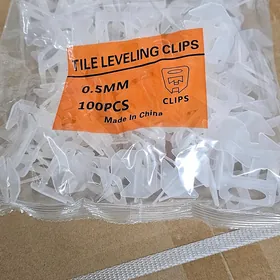 TILE LEVELING CLIPS
0.5MM
100PCS
CLIPS
Made In China